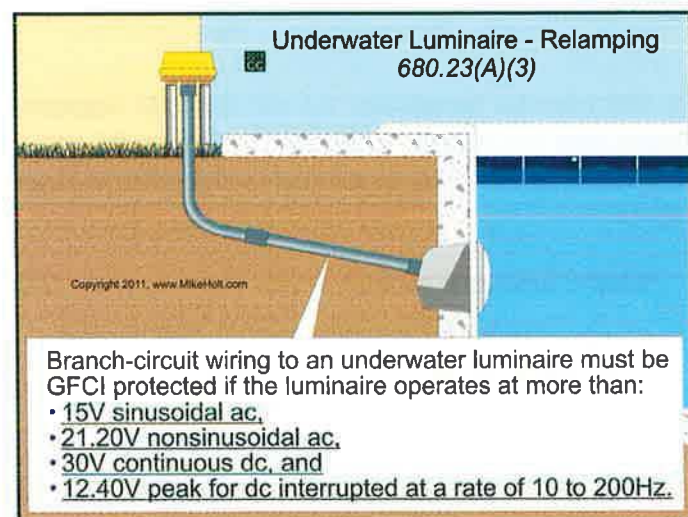 Underwater Luminaire - Relamping
680.23(A)(3)
Copyright 2011, www.MikeHolt.com
Branch-circuit wiring to an underwater luminaire must be
GFCI protected if the luminaire operates at more than:
• 15V sinusoidal ac,
• 21.20V nonsinusoidal ac,
• 30V continuous dc, and
• 12.40V peak for dc interrupted at a rate of 10 to 200Hz.